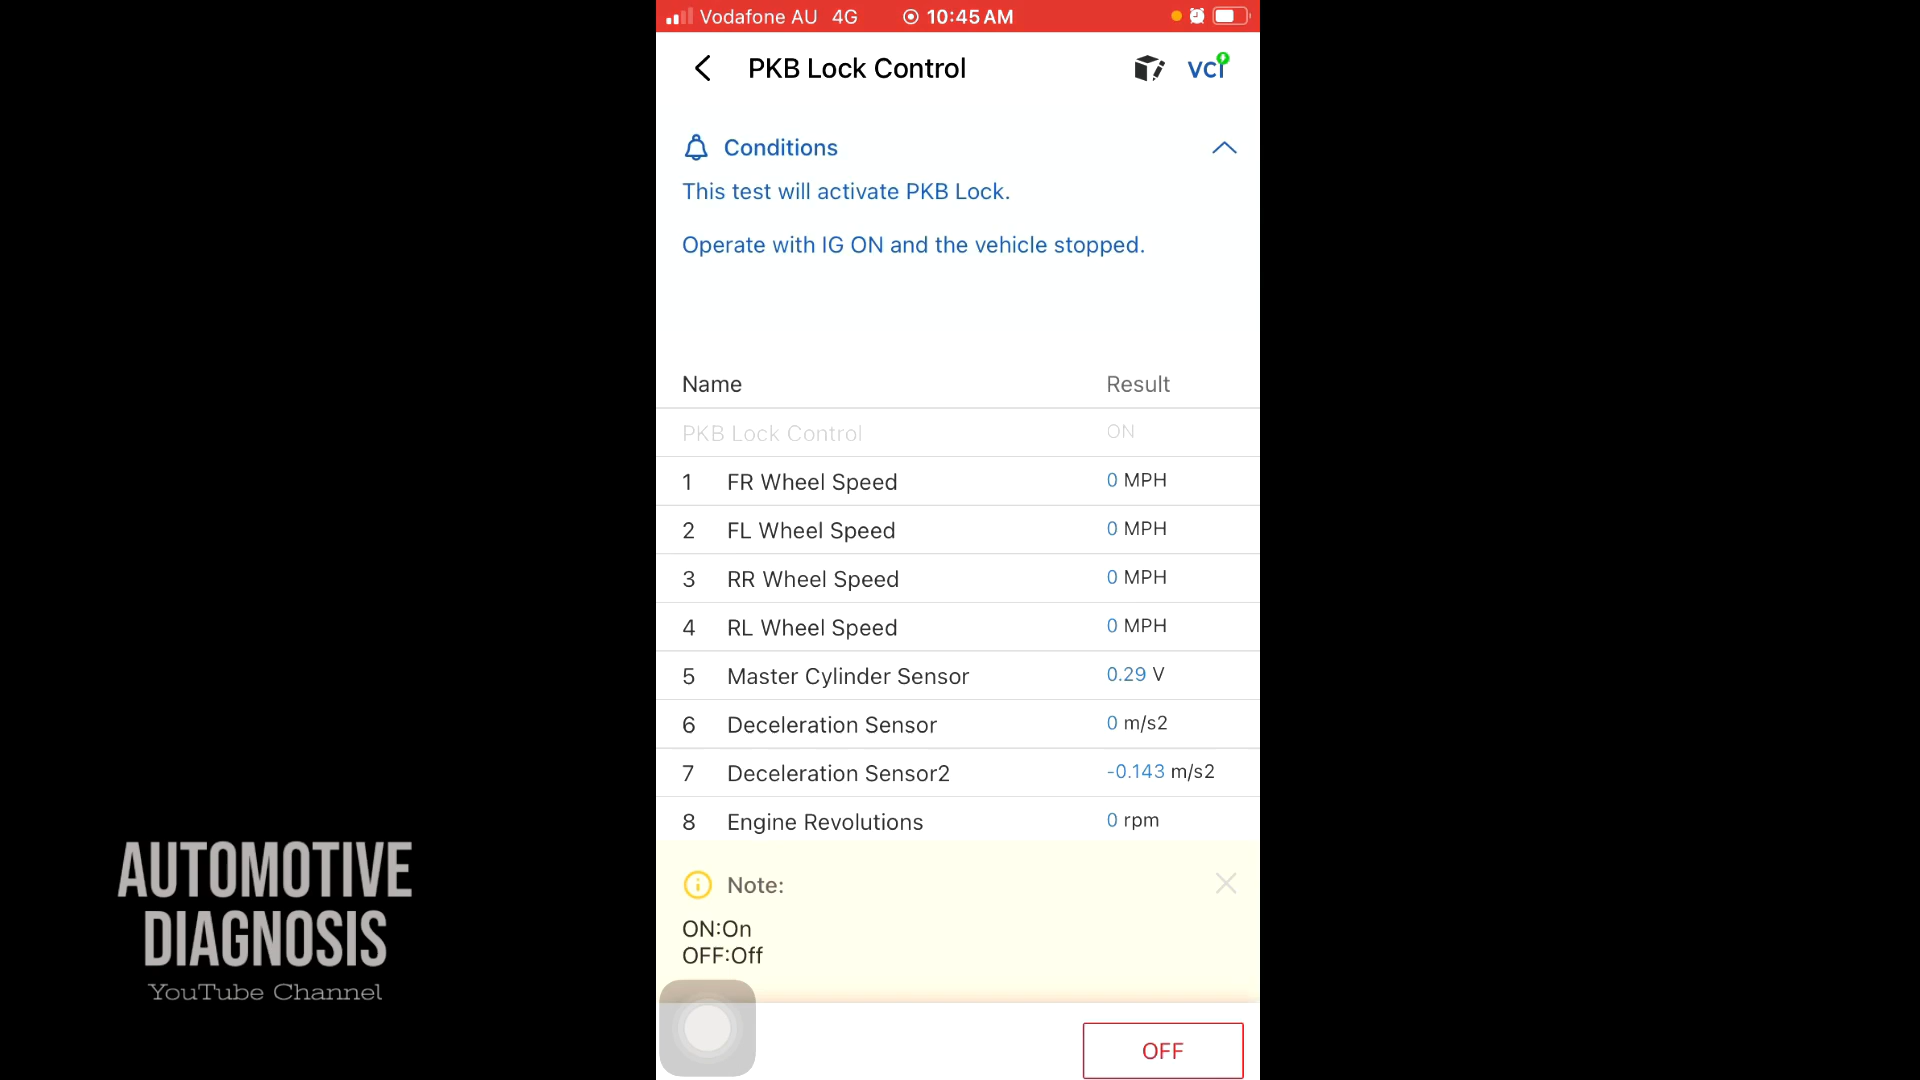 Vodafone AU 4G 10:45 AM
PKB Lock Control
VCI
Conditions
This test will activate PKB Lock.
Operate with IG ON and the vehicle stopped.
Name Result
PKB Lock Control ON
1 FR Wheel Speed 0 MPH
2 FL Wheel Speed 0 MPH
3 RR Wheel Speed 0 MPH
4 RL Wheel Speed 0 MPH
5 Master Cylinder Sensor 0.29 V
6 Deceleration Sensor 0 m/s2
7 Deceleration Sensor2 -0.143 m/s2
8 Engine Revolutions 0 rpm
Note:
ON:On
OFF:Off
OFF
AUTOMOTIVE
DIAGNOSIS
YouTube Channel